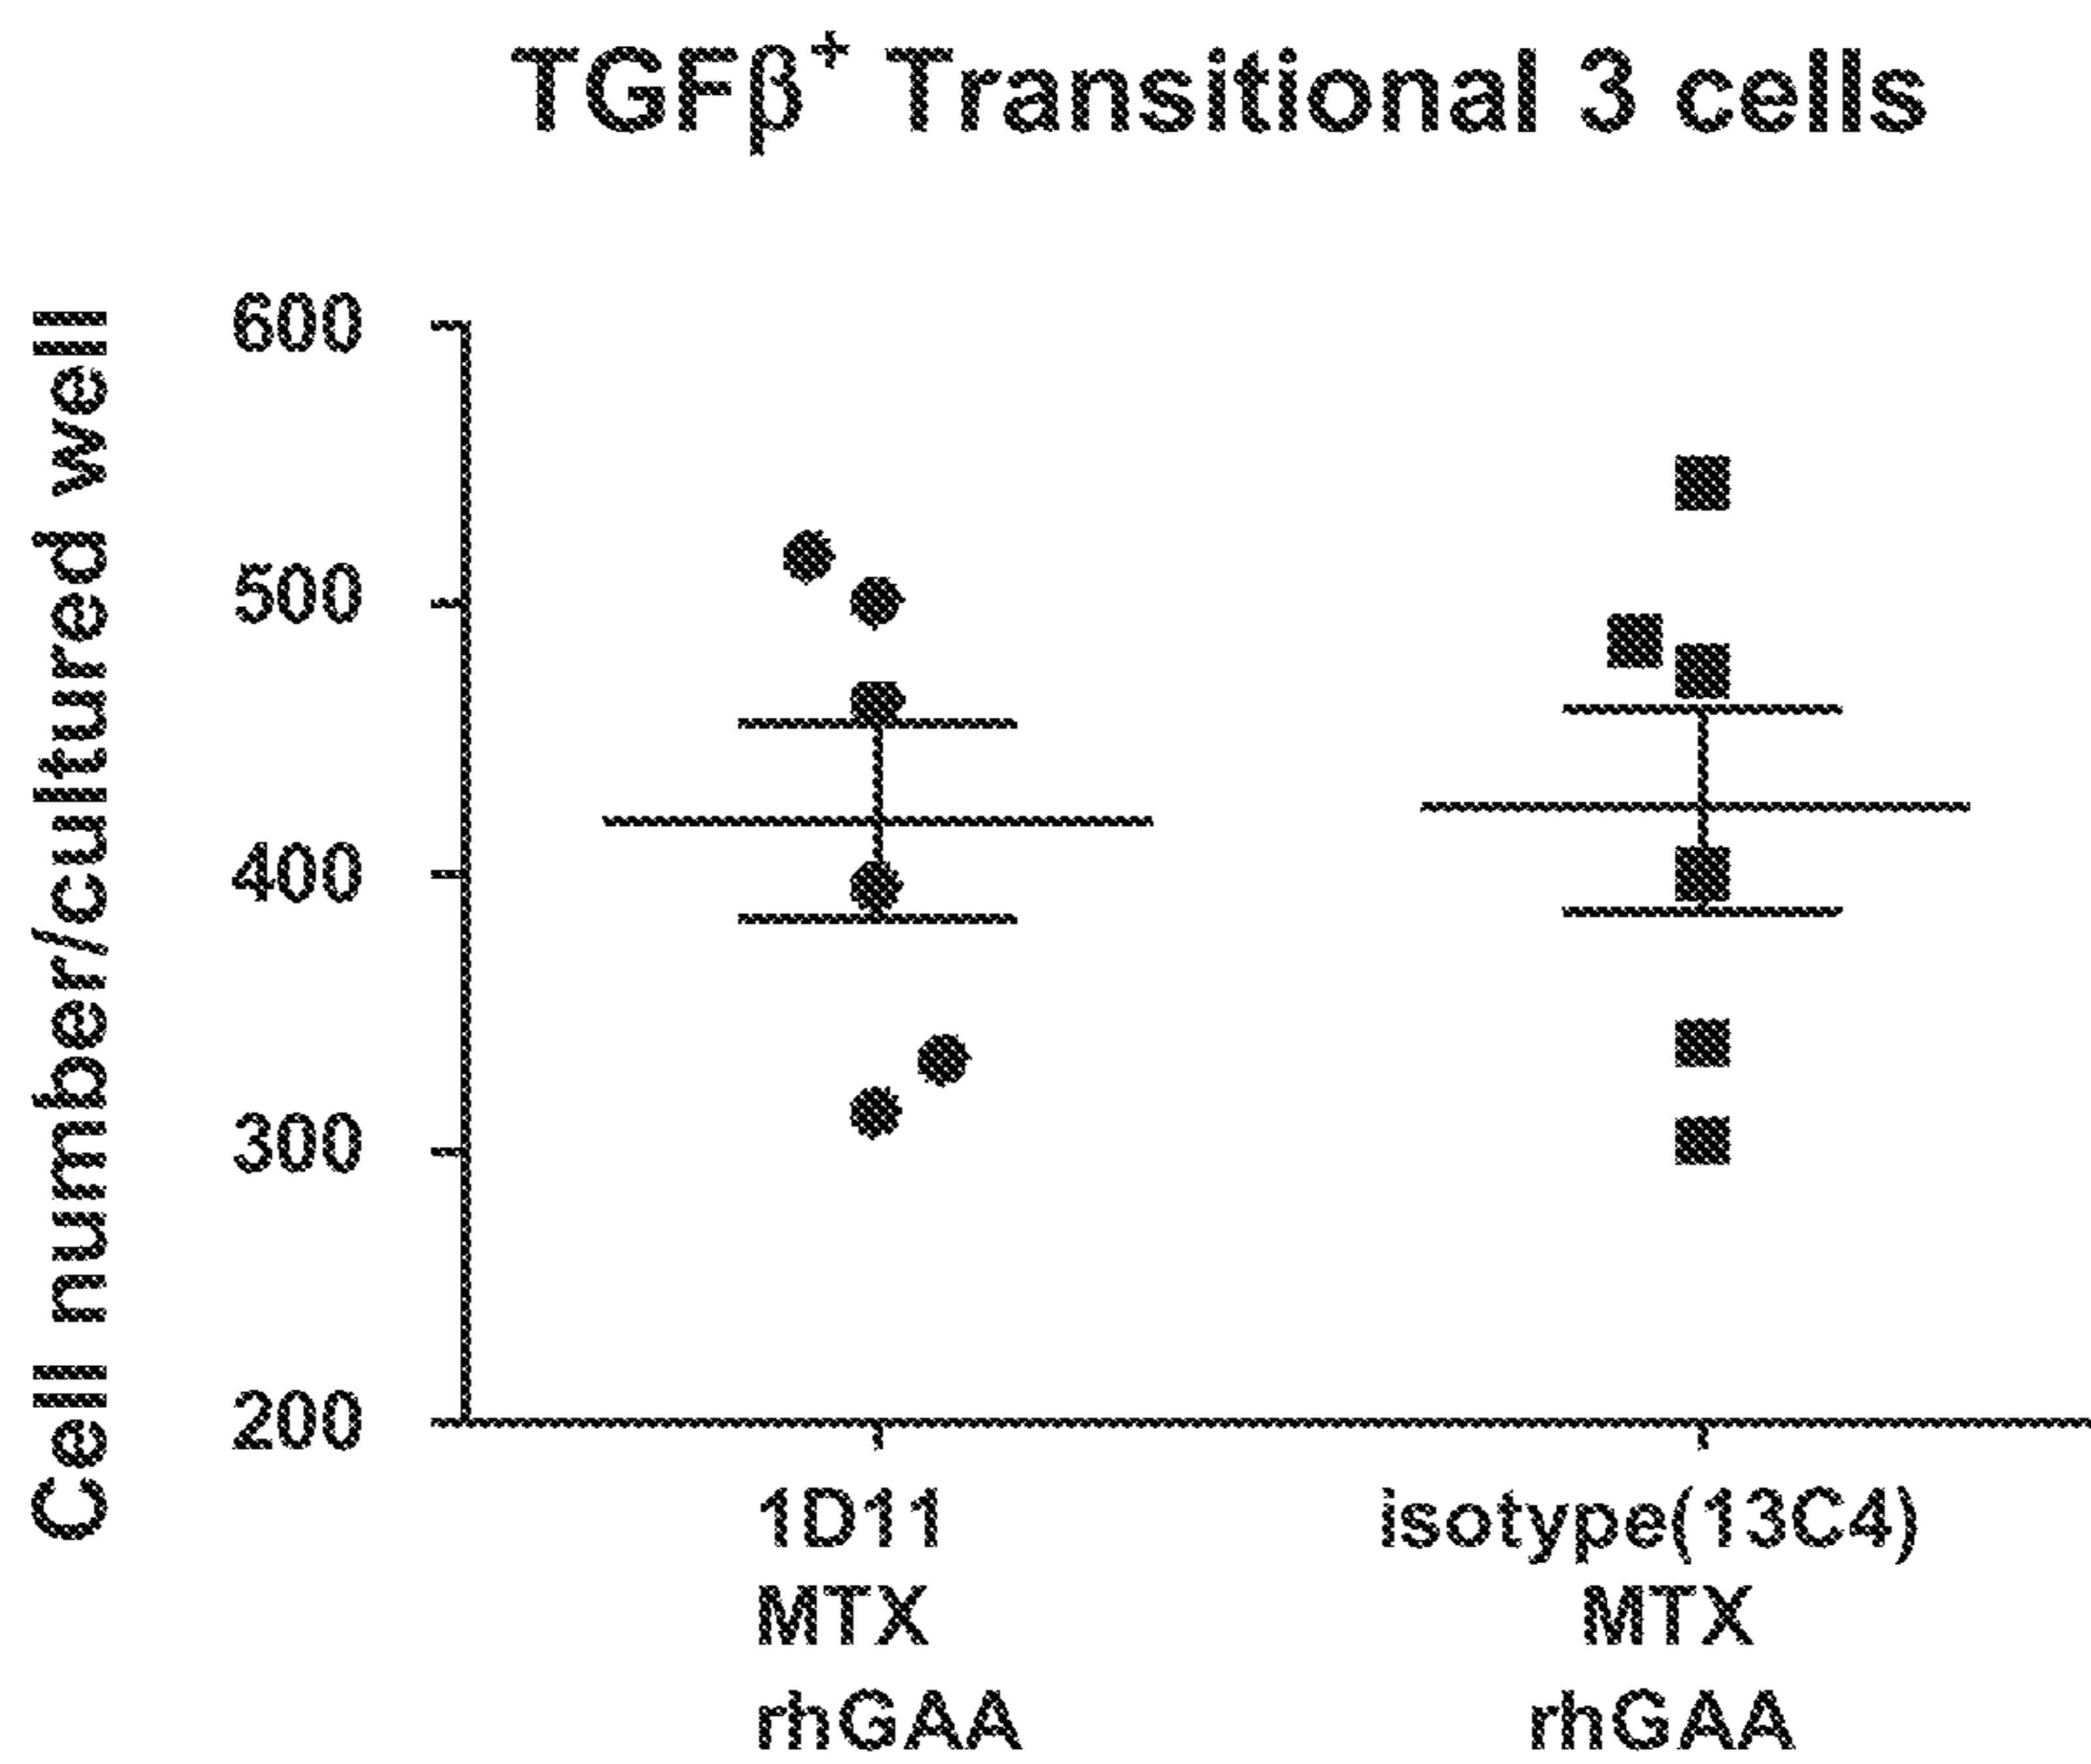 TGFβ⁺ Transitional 3 cells
Cell number/cultured well
600
500
400
300
200
1D11
MTX
rhGAA
isotype(13C4)
MTX
rhGAA